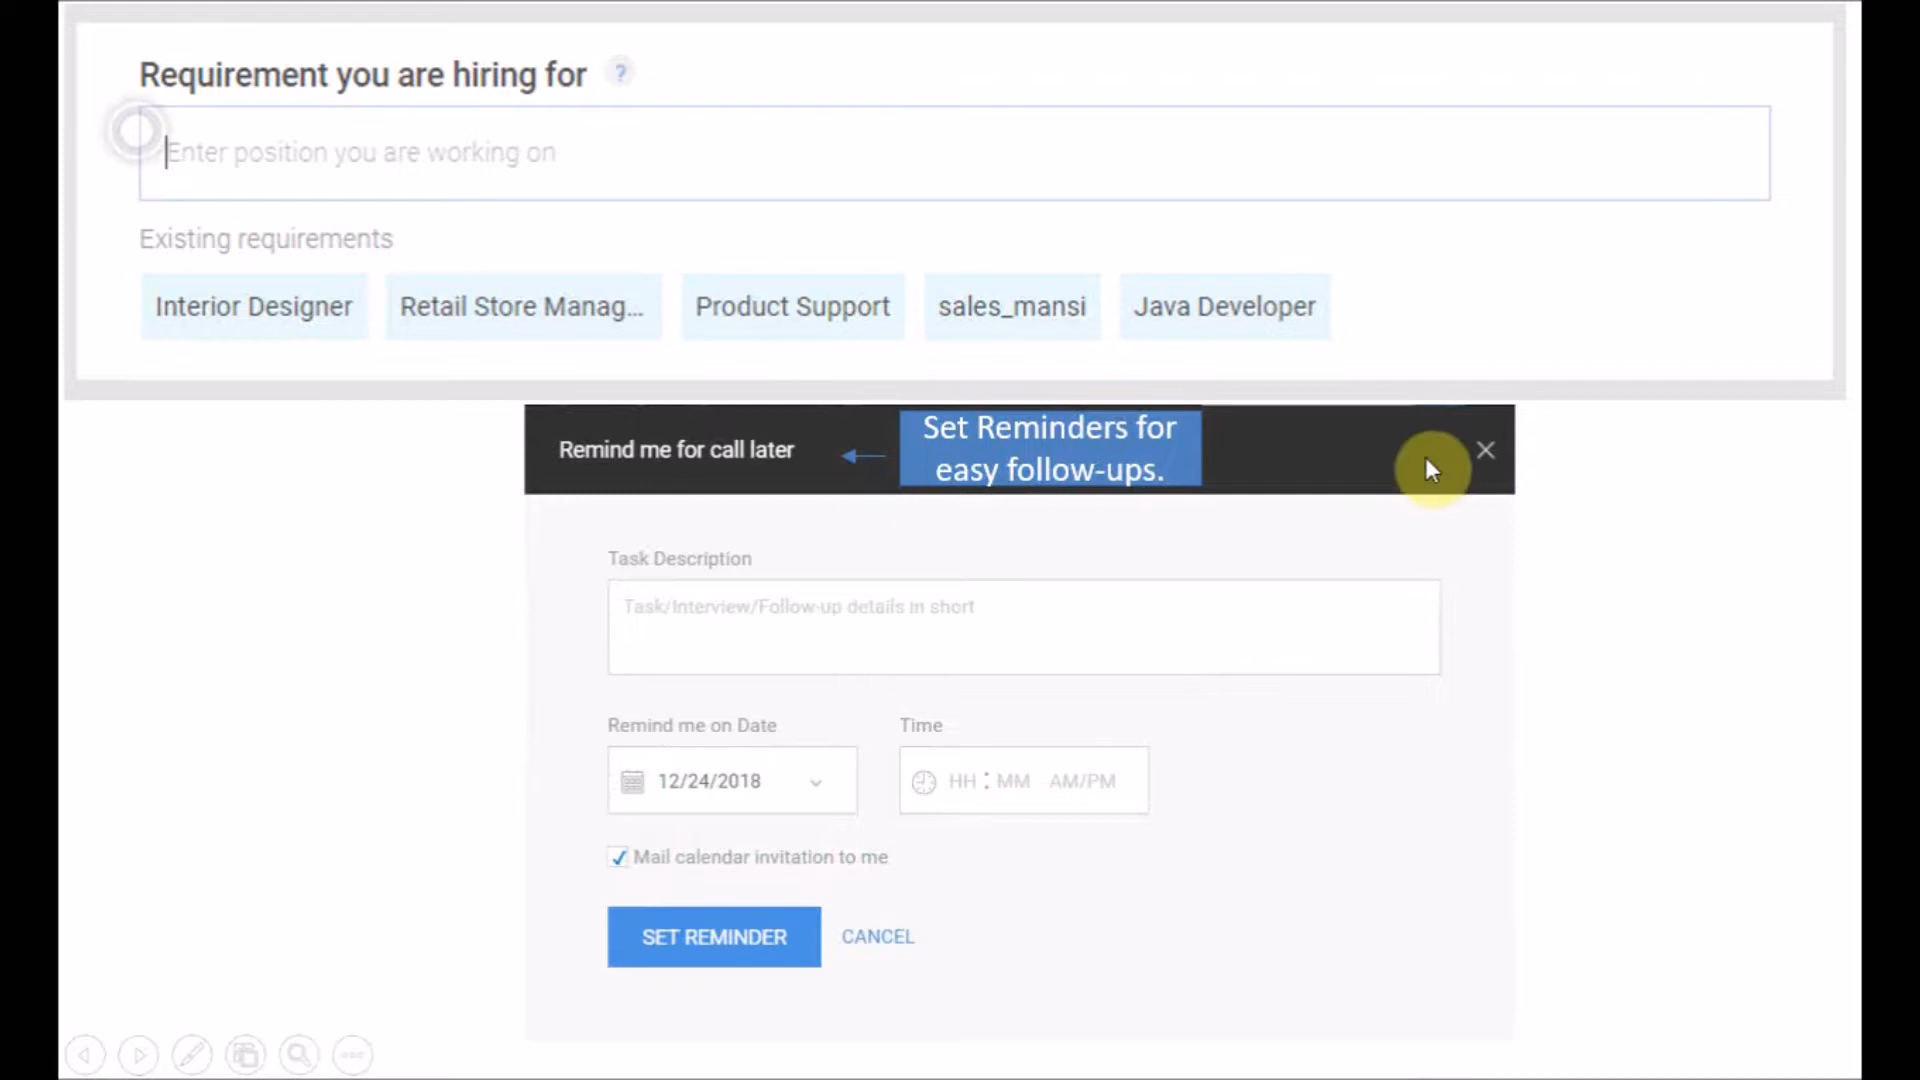 Requirement you are hiring for ?
Enter position you are working on
Existing requirements
Interior Designer Retail Store Manag... Product Support sales_mansi Java Developer
Remind me for call later
Set Reminders for
easy follow-ups.
Task Description
Task/Interview/Follow-up details in short
Remind me on Date Time
12/24/2018 HH : MM AM/PM
Mail calendar invitation to me
SET REMINDER CANCEL